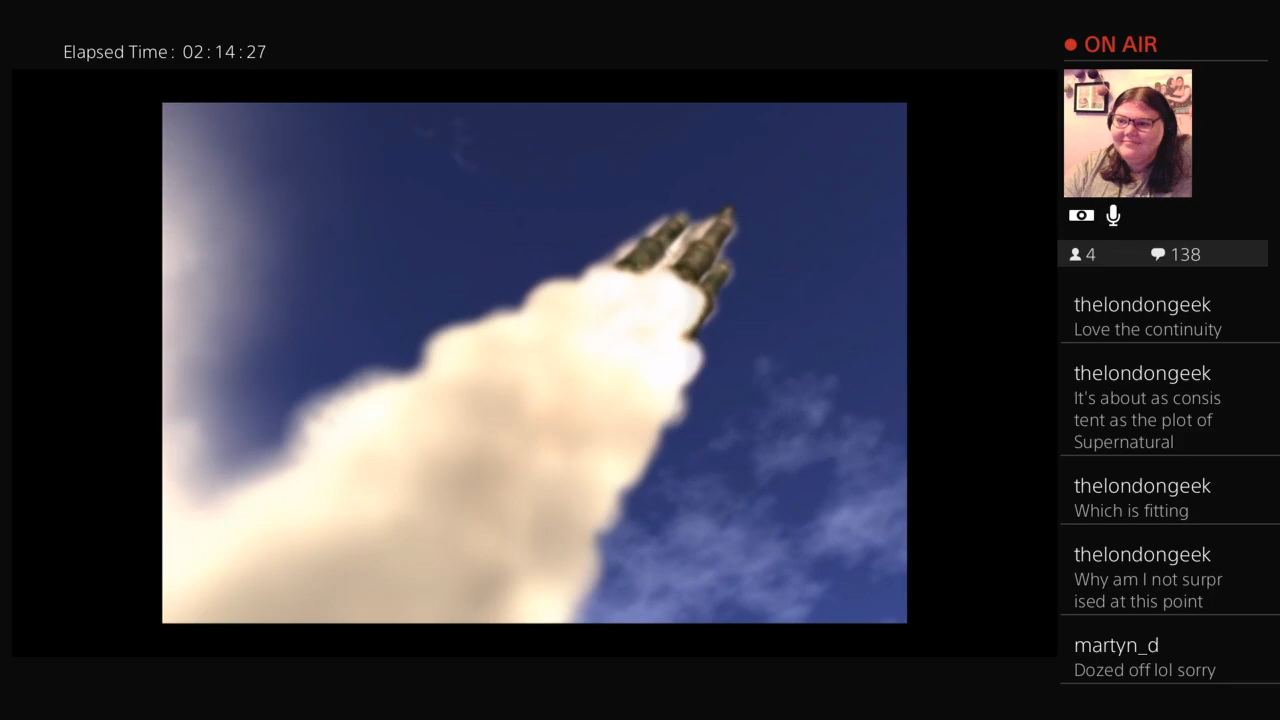 Elapsed Time: 02:14:27
ON AIR
4 138
thelondongeek
Love the continuity
thelondongeek
It's about as consis
tent as the plot of
Supernatural
thelondongeek
Which is fitting
thelondongeek
Why am I not surpr
ised at this point
martyn_d
Dozed off lol sorry